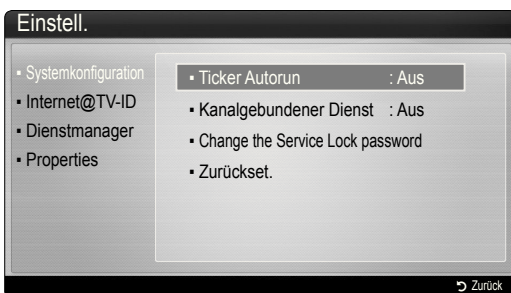 Einstell.
▪ Systemkonfiguration
▪ Internet@TV-ID
▪ Dienstmanager
▪ Properties
▪ Ticker Autorun : Aus
▪ Kanalgebundener Dienst : Aus
▪ Change the Service Lock password
▪ Zurückset.
Zurück